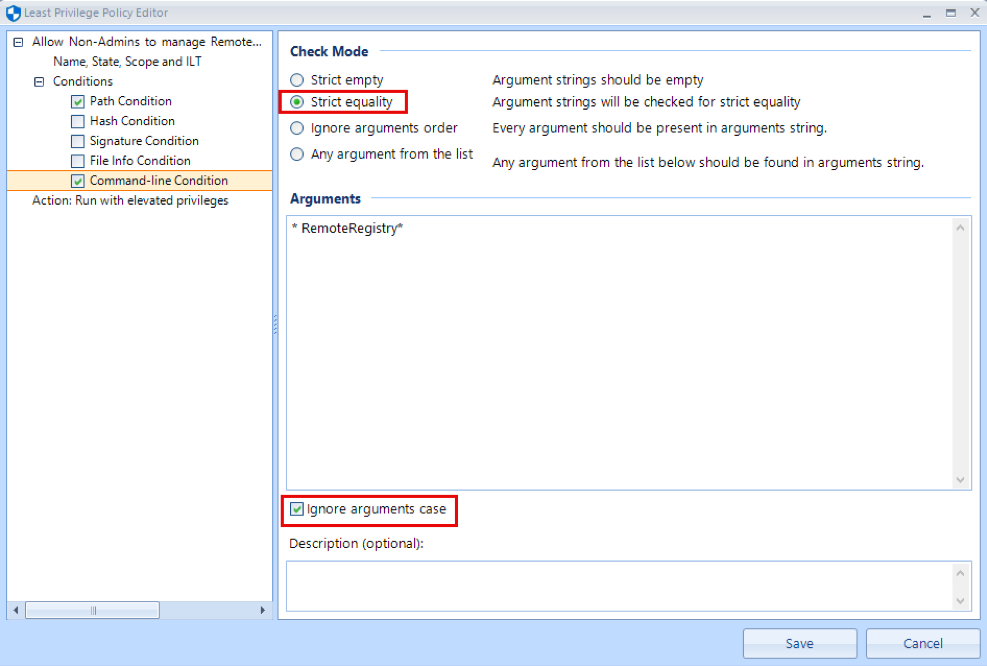 Least Privilege Policy Editor
Allow Non-Admins to manage Remote...
Name, State, Scope and ILT
Conditions
Path Condition
Hash Condition
Signature Condition
File Info Condition
Command-line Condition
Action: Run with elevated privileges
Check Mode
Strict empty Argument strings should be empty
Strict equality Argument strings will be checked for strict equality
Ignore arguments order Every argument should be present in arguments string.
Any argument from the list Any argument from the list below should be found in arguments string.
Arguments
* RemoteRegistry*
Ignore arguments case
Description (optional):
Save Cancel